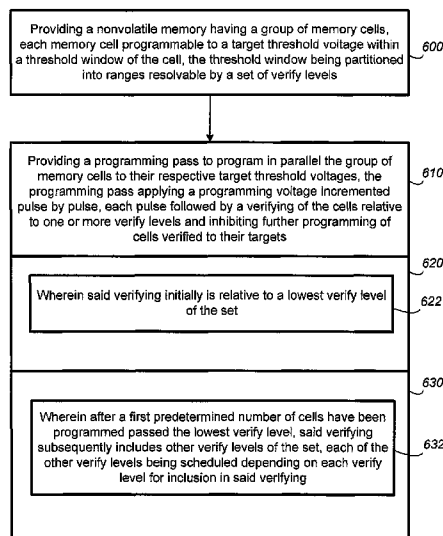 Providing a nonvolatile memory having a group of memory cells,
each memory cell programmable to a target threshold voltage within
a threshold window of the cell, the threshold window being partitioned
into ranges resolvable by a set of verify levels
600
Providing a programming pass to program in parallel the group of
memory cells to their respective target threshold voltages, the
programming pass applying a programming voltage incremented
pulse by pulse, each pulse followed by a verifying of the cells relative
to one or more verify levels and inhibiting further programming of
cells verified to their targets
610
620
Wherein said verifying initially is relative to a lowest verify level
of the set
622
630
Wherein after a first predetermined number of cells have been
programmed passed the lowest verify level, said verifying
subsequently includes other verify levels of the set, each of the
other verify levels being scheduled depending on each verify
level for inclusion in said verifying
632